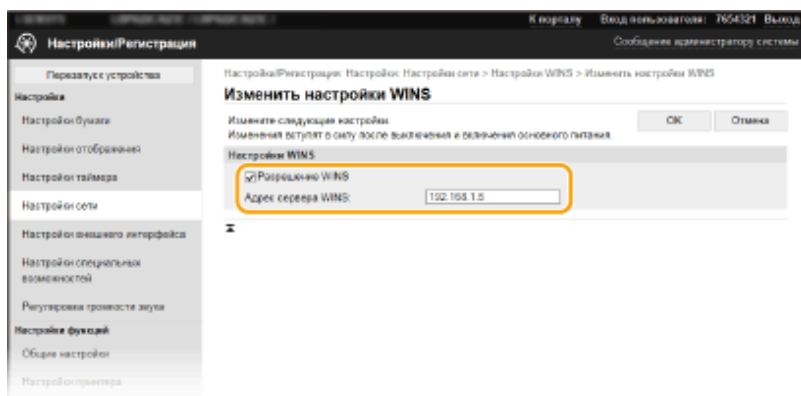 К порталу Вход пользователя: 7654321 Выход
Настройки/Регистрация
Сообщение администратору системы
Перезапуск устройства
Настройки
Настройки бумаги
Настройки отображения
Настройки таймера
Настройки сети
Настройки внешнего интерфейса
Настройки специальных
возможностей
Регулировка громкости звука
Настройки функций
Общие настройки
Настройки принтера
Настройки/Регистрация: Настройки: Настройки сети > Настройки WINS > Изменить настройки WINS
Изменить настройки WINS
Измените следующие настройки.
Изменения вступят в силу после выключения и включения основного питания.
OK Отмена
Настройки WINS
Разрешение WINS
Адрес сервера WINS: 192.168.1.5